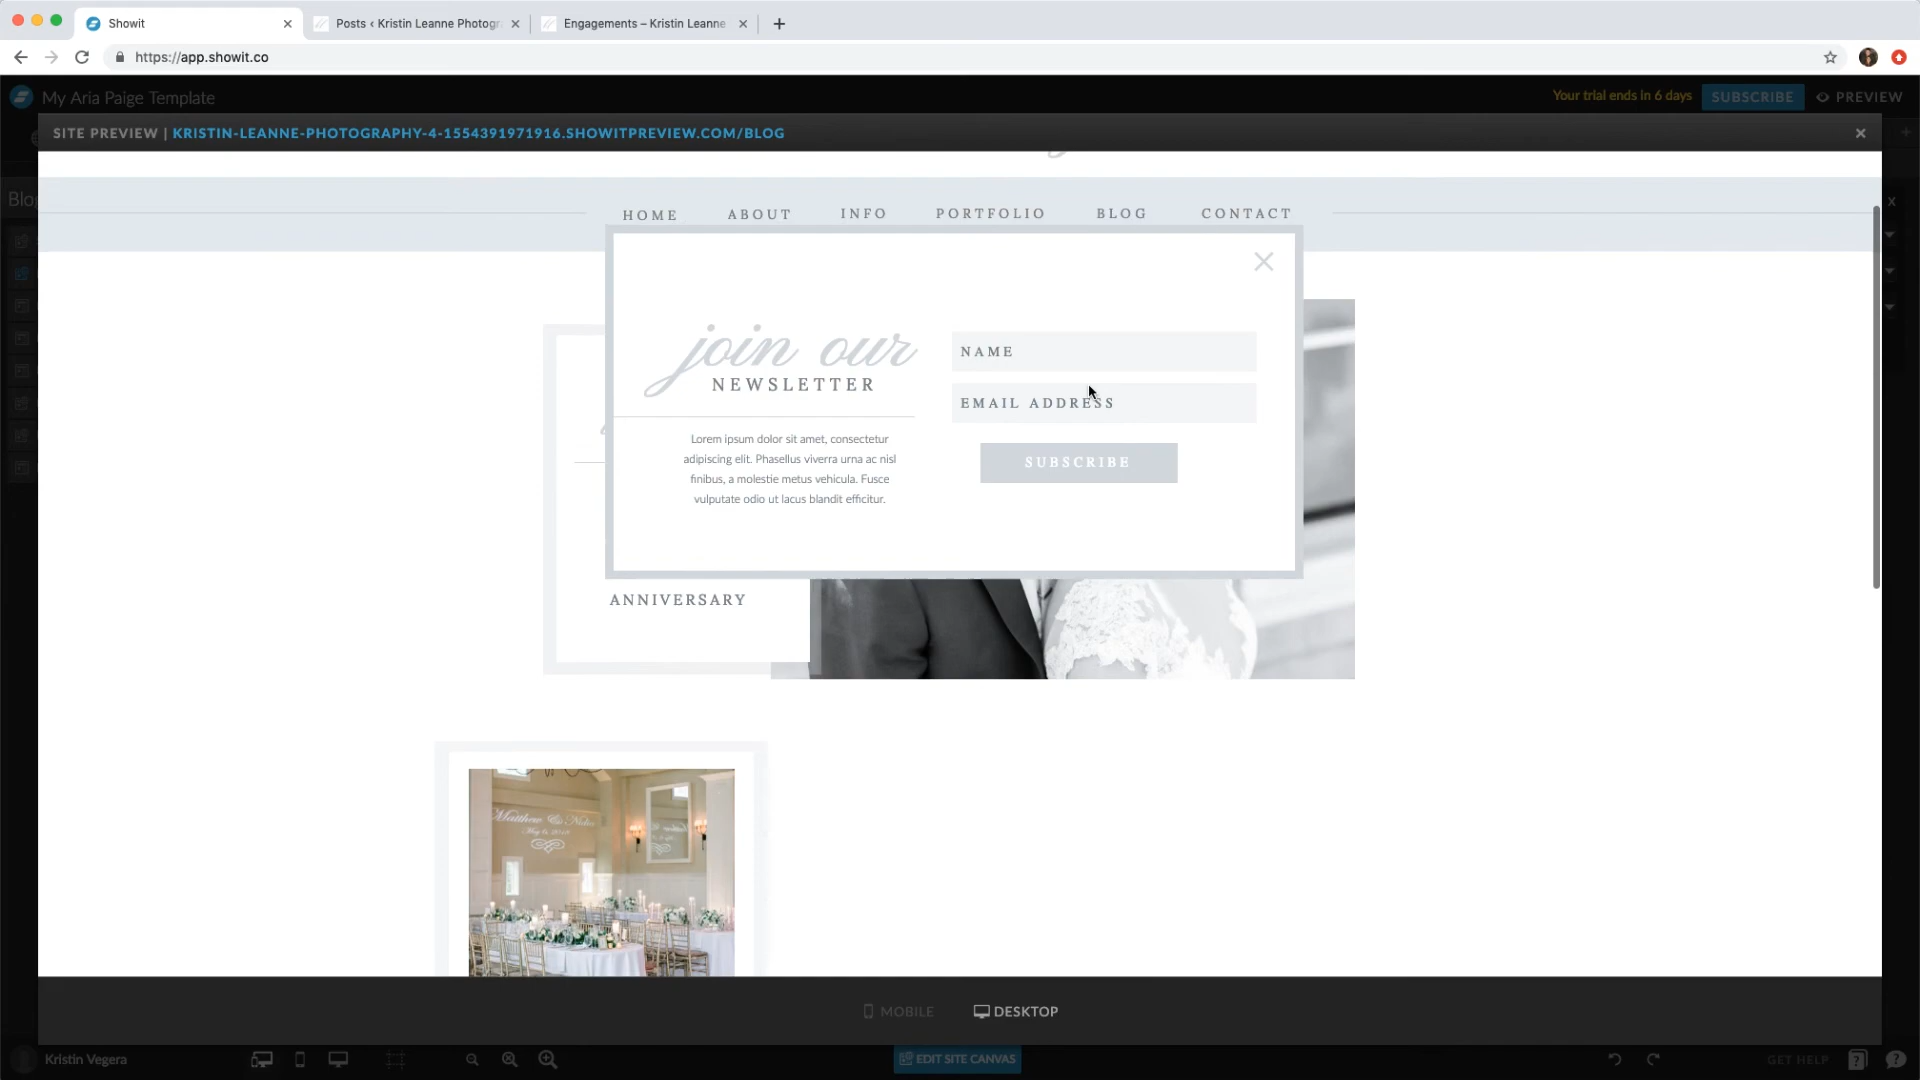 Showit
Posts ‹ Kristin Leanne Photogr
Engagements – Kristin Leanne
https://app.showit.co
My Aria Paige Template
Your trial ends in 6 days
SUBSCRIBE
PREVIEW
SITE PREVIEW | KRISTIN-LEANNE-PHOTOGRAPHY-4-1554391971916.SHOWITPREVIEW.COM/BLOG
Blog
HOME ABOUT INFO PORTFOLIO BLOG CONTACT
join our
NEWSLETTER
Lorem ipsum dolor sit amet, consectetur
adipiscing elit. Phasellus viverra urna ac nisl
finibus, a molestie metus vehicula. Fusce
vulputate odio ut lacus blandit efficitur.
NAME
EMAIL ADDRESS
SUBSCRIBE
ANNIVERSARY
MOBILE
DESKTOP
Kristin Vegera
EDIT SITE CANVAS
GET HELP